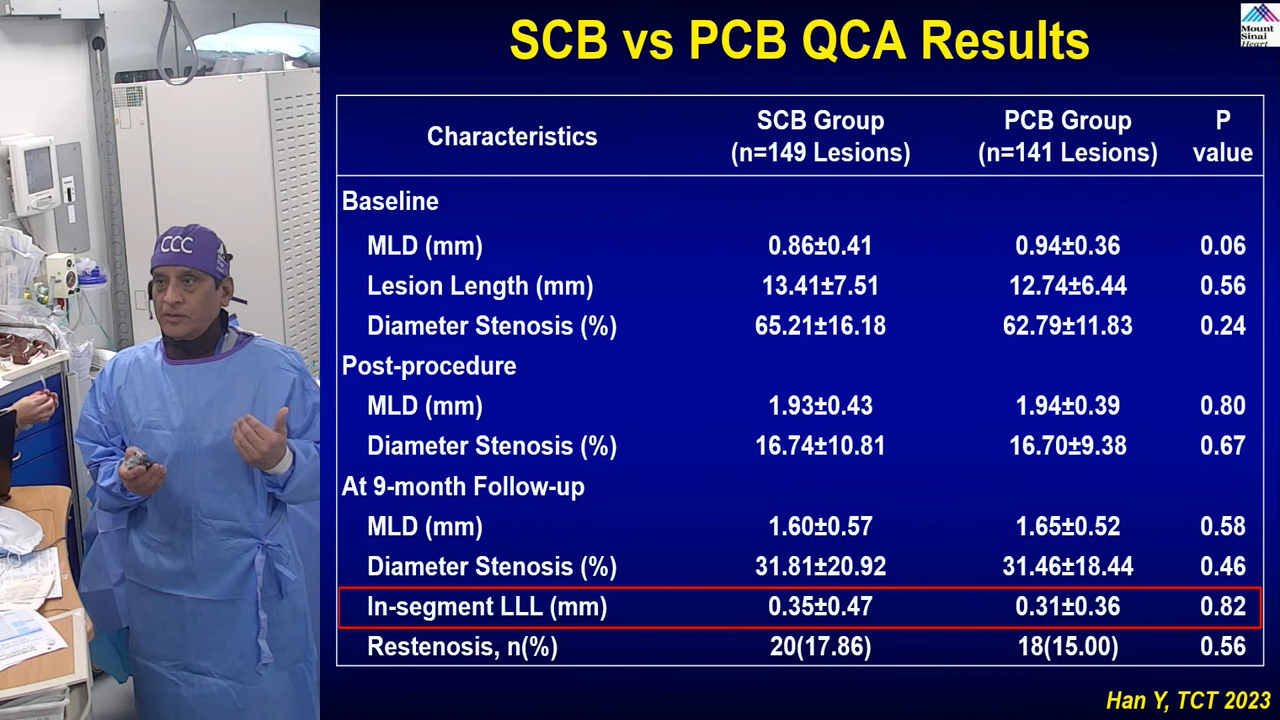 SCB vs PCB QCA Results
Mount
Sinai
Heart
CCC
Characteristics SCB Group (n=149 Lesions) PCB Group (n=141 Lesions) P value
Baseline
MLD (mm) 0.86±0.41 0.94±0.36 0.06
Lesion Length (mm) 13.41±7.51 12.74±6.44 0.56
Diameter Stenosis (%) 65.21±16.18 62.79±11.83 0.24
Post-procedure
MLD (mm) 1.93±0.43 1.94±0.39 0.80
Diameter Stenosis (%) 16.74±10.81 16.70±9.38 0.67
At 9-month Follow-up
MLD (mm) 1.60±0.57 1.65±0.52 0.58
Diameter Stenosis (%) 31.81±20.92 31.46±18.44 0.46
In-segment LLL (mm) 0.35±0.47 0.31±0.36 0.82
Restenosis, n(%) 20(17.86) 18(15.00) 0.56
Han Y, TCT 2023